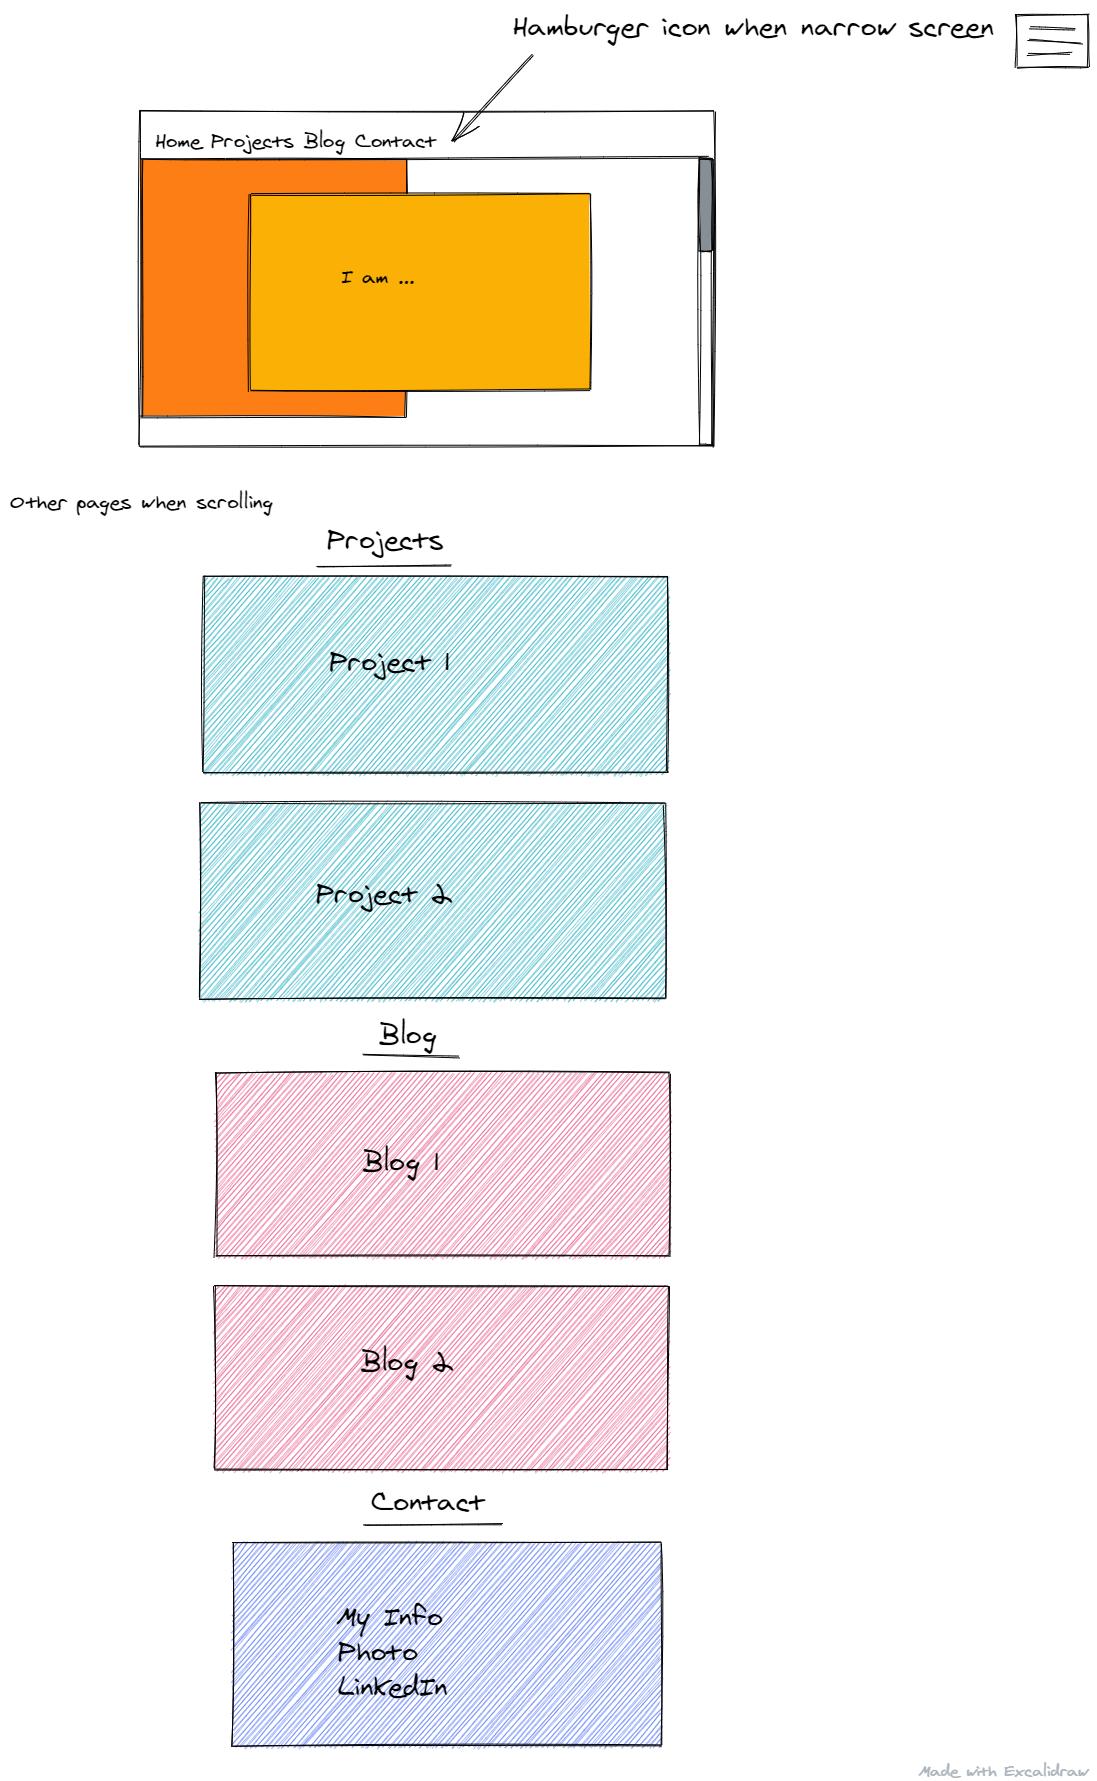 Hamburger icon when narrow screen
Home Projects Blog Contact
I am ...
Other pages when scrolling
Projects
Project 1
Project 2
Blog
Blog 1
Blog 2
Contact
My Info
Photo
LinkedIn
Made with Excalidraw